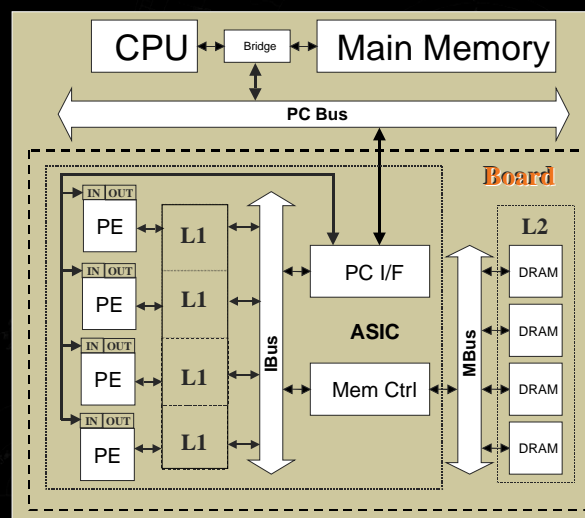 CPU
Bridge
Main Memory
PC Bus
Board
IN OUT
PE
L1
PC I/F
L2
DRAM
IN OUT
PE
L1
IBus
ASIC
MBus
DRAM
IN OUT
PE
L1
Mem Ctrl
DRAM
IN OUT
PE
L1
DRAM